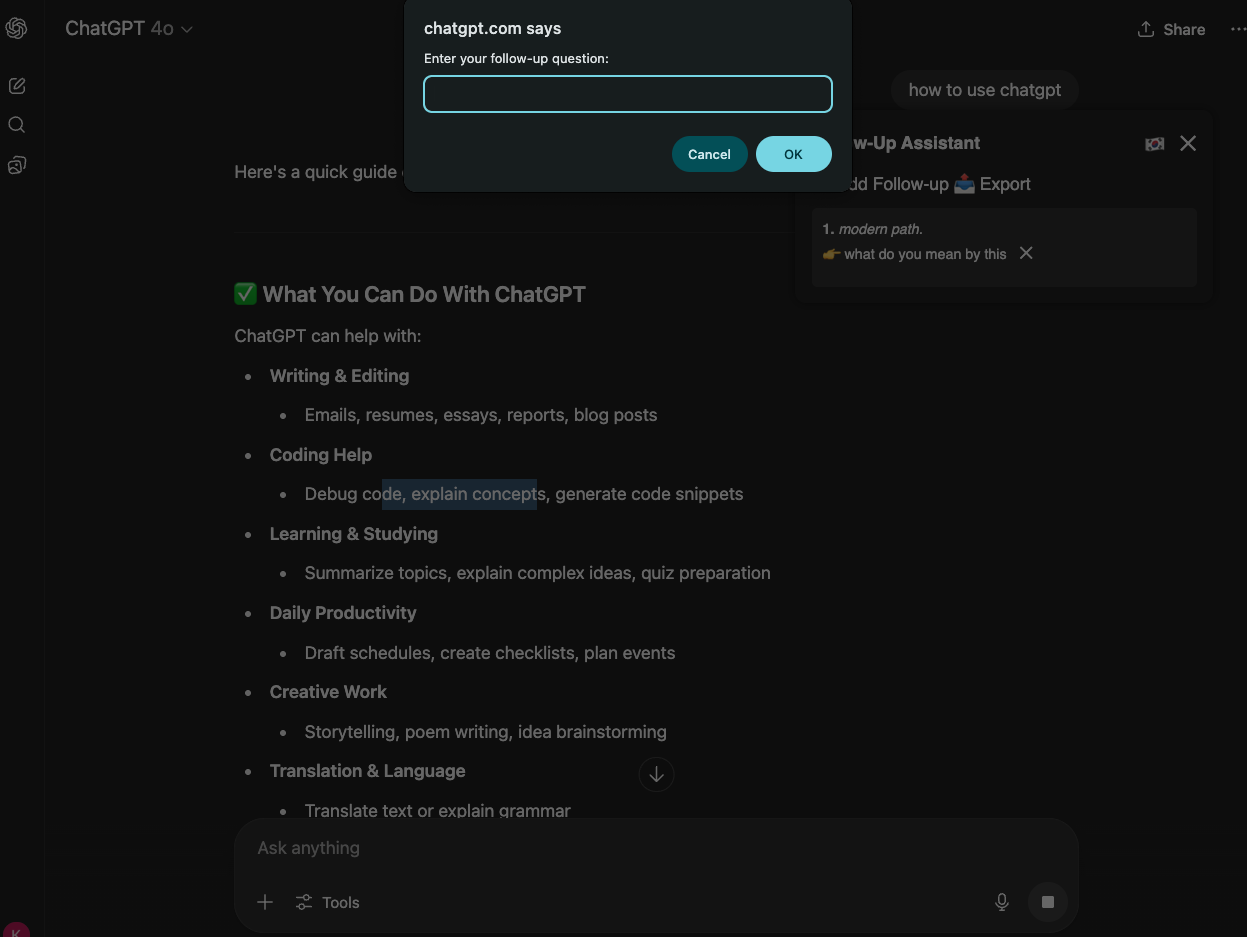 ChatGPT 4o
Share
chatgpt.com says
Enter your follow-up question:
Cancel
OK
how to use chatgpt
w-Up Assistant
dd Follow-up 📤 Export
1. modern path.
👉 what do you mean by this
Here's a quick guide
✅ What You Can Do With ChatGPT
ChatGPT can help with:
Writing & Editing
Emails, resumes, essays, reports, blog posts
Coding Help
Debug code, explain concepts, generate code snippets
Learning & Studying
Summarize topics, explain complex ideas, quiz preparation
Daily Productivity
Draft schedules, create checklists, plan events
Creative Work
Storytelling, poem writing, idea brainstorming
Translation & Language
Translate text or explain grammar
Ask anything
Tools
K